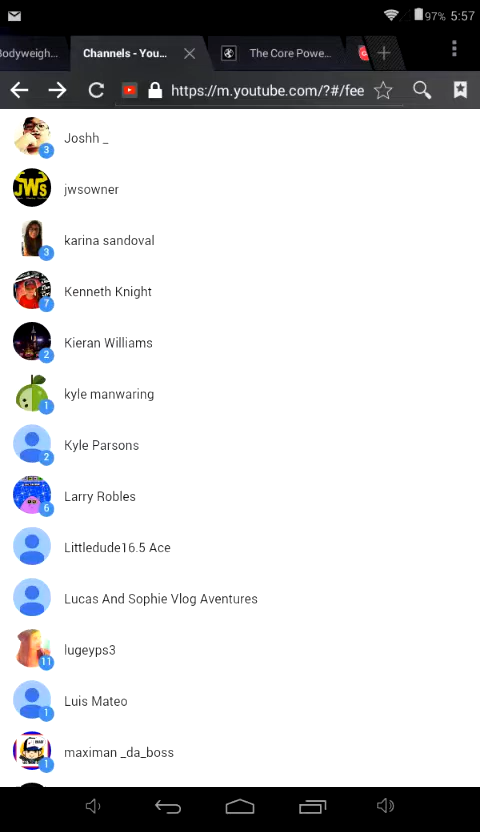 97% 5:57
Bodyweigh... Channels - You... The Core Powe...
https://m.youtube.com/?#/fee
Joshh _
3
JWS
jwsowner
karina sandoval
3
Kenneth Knight
7
Kieran Williams
2
kyle manwaring
1
Kyle Parsons
2
Larry Robles
6
Littledude16.5 Ace
Lucas And Sophie Vlog Aventures
lugeyps3
11
Luis Mateo
1
maximan _da_boss
1